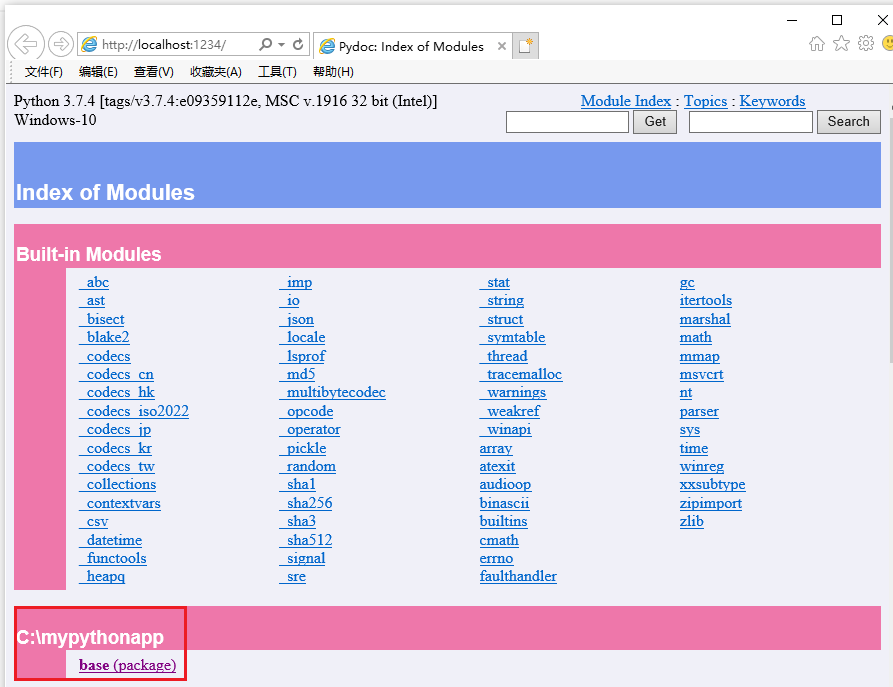 http://localhost:1234/
Pydoc: Index of Modules
文件(F) 编辑(E) 查看(V) 收藏夹(A) 工具(T) 帮助(H)
Python 3.7.4 [tags/v3.7.4:e09359112e, MSC v.1916 32 bit (Intel)]
Windows-10
Module Index : Topics : Keywords
Get Search
Index of Modules
Built-in Modules
_abc
_ast
_bisect
_blake2
_codecs
_codecs_cn
_codecs_hk
_codecs_iso2022
_codecs_jp
_codecs_kr
_codecs_tw
_collections
_contextvars
_csv
_datetime
_functools
_heapq
_imp
_io
_json
_locale
_lsprof
_md5
_multibytecodec
_opcode
_operator
_pickle
_random
_sha1
_sha256
_sha3
_sha512
_signal
_sre
_stat
_string
_struct
_symtable
_thread
_tracemalloc
_warnings
_weakref
_winapi
array
atexit
audioop
binascii
builtins
cmath
errno
faulthandler
gc
itertools
marshal
math
mmap
msvcrt
nt
parser
sys
time
winreg
xxsubtype
zipimport
zlib
C:\mypythonapp
base (package)